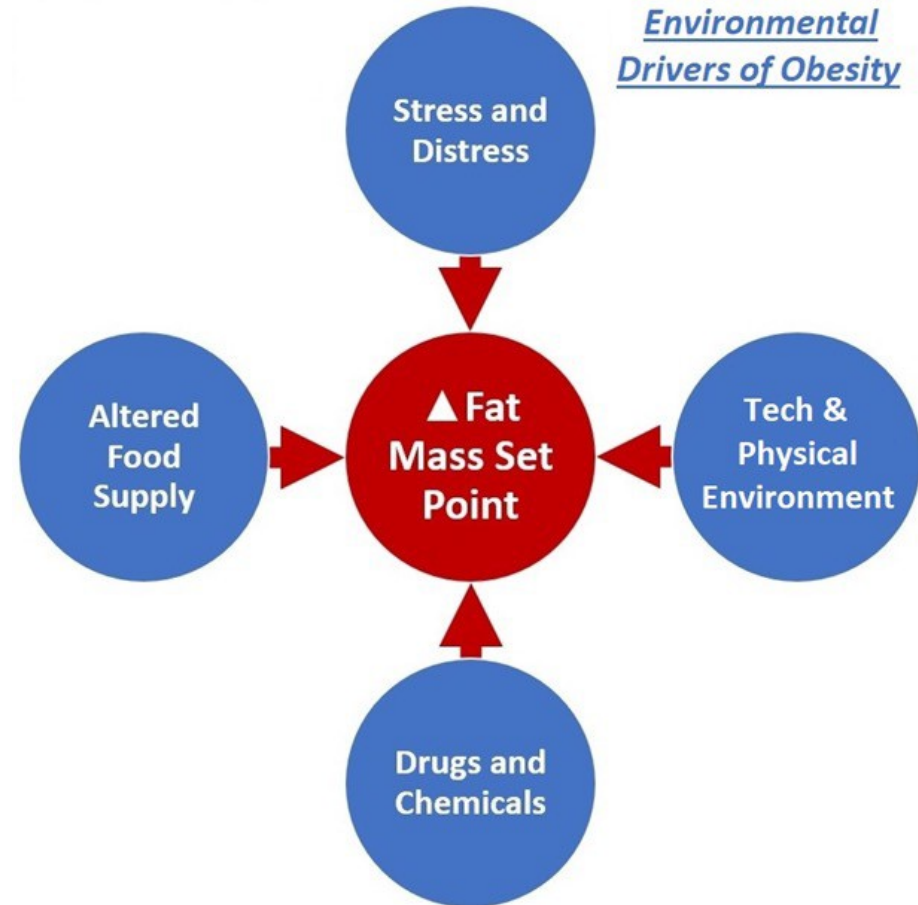 Environmental
Drivers of Obesity
Stress and
Distress
Altered
Food
Supply
▲Fat
Mass Set
Point
Tech &
Physical
Environment
Drugs and
Chemicals